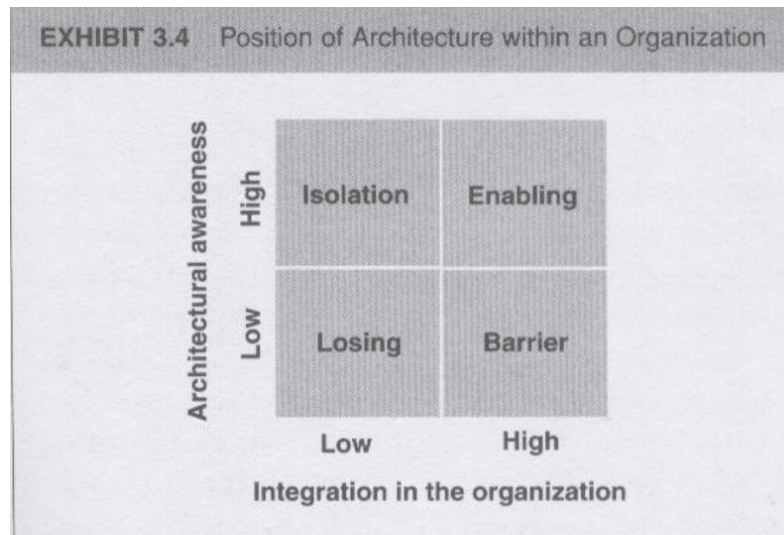 EXHIBIT 3.4 Position of Architecture within an Organization
Architectural awareness
High
Isolation Enabling
Low
Losing Barrier
Low High
Integration in the organization